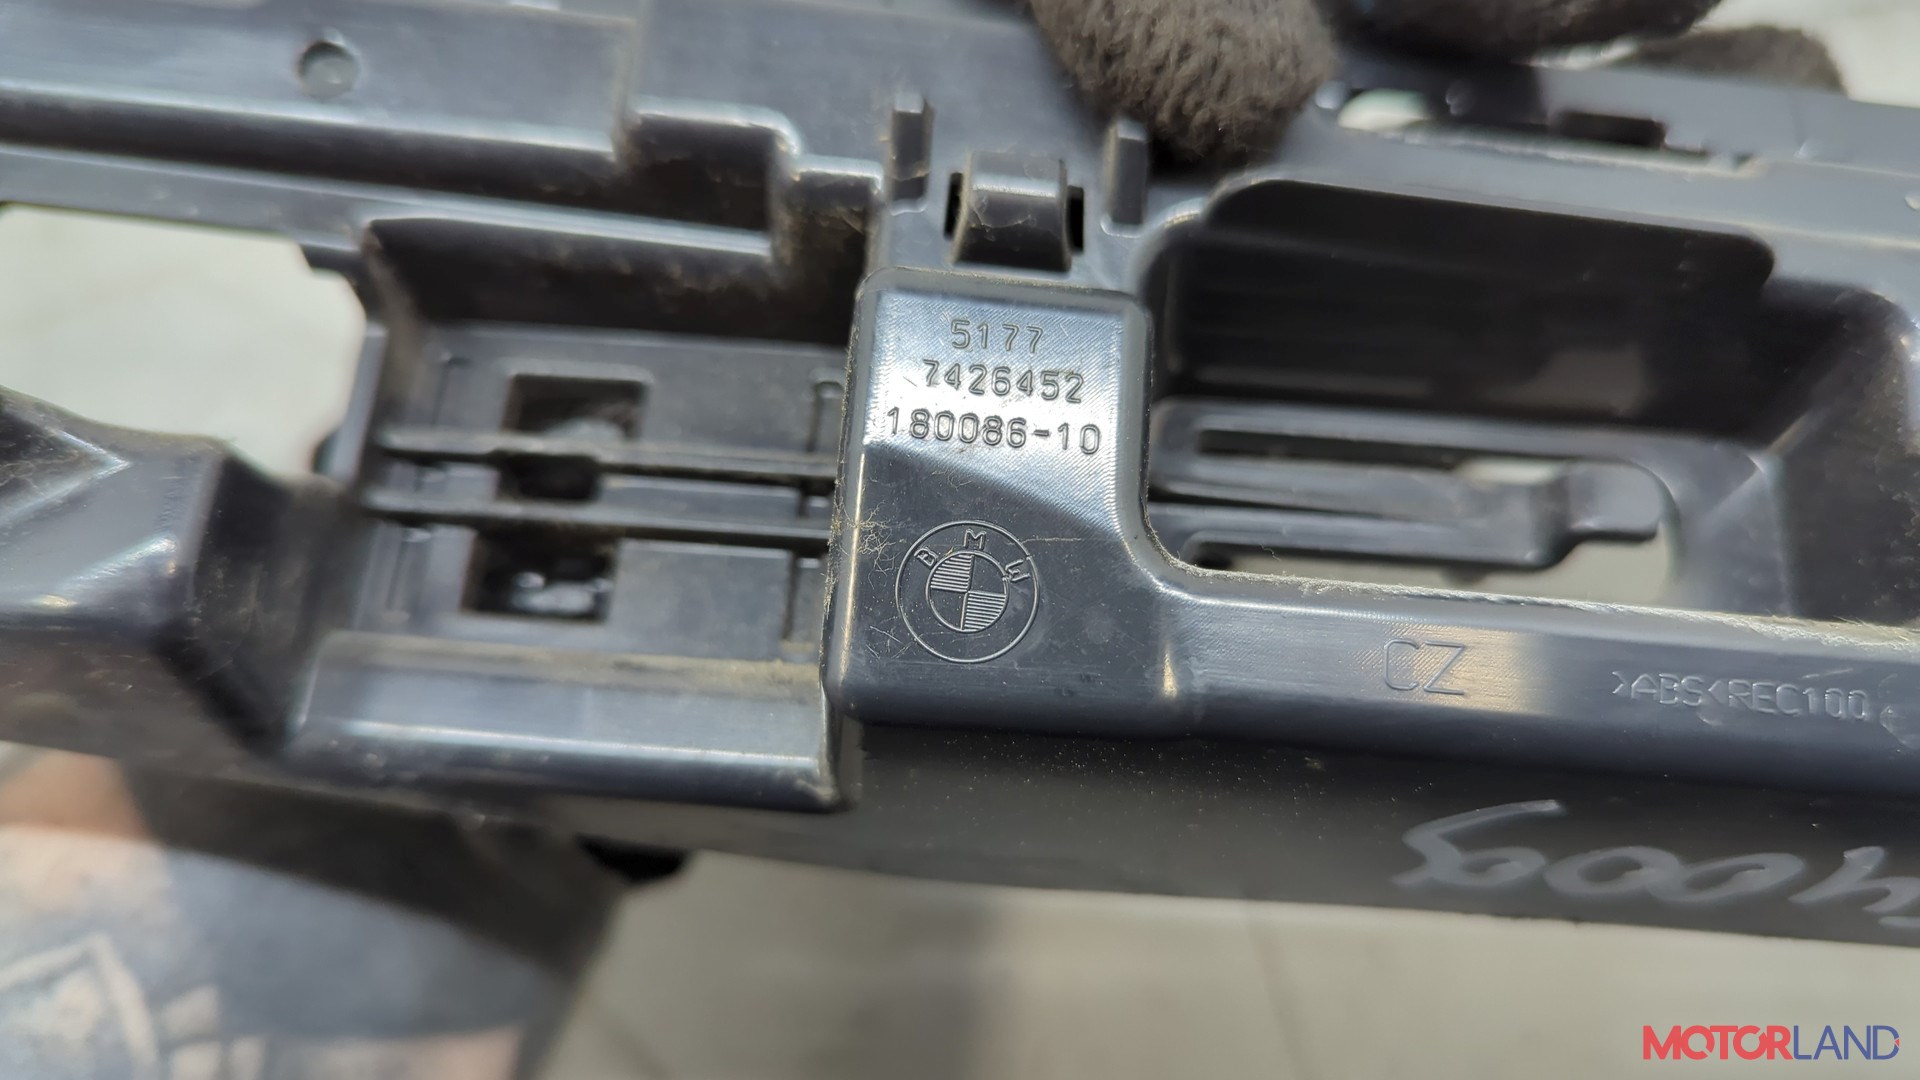 5177
7426452
180086-10
BMW
CZ
>ABS<REC100
MOTORLAND